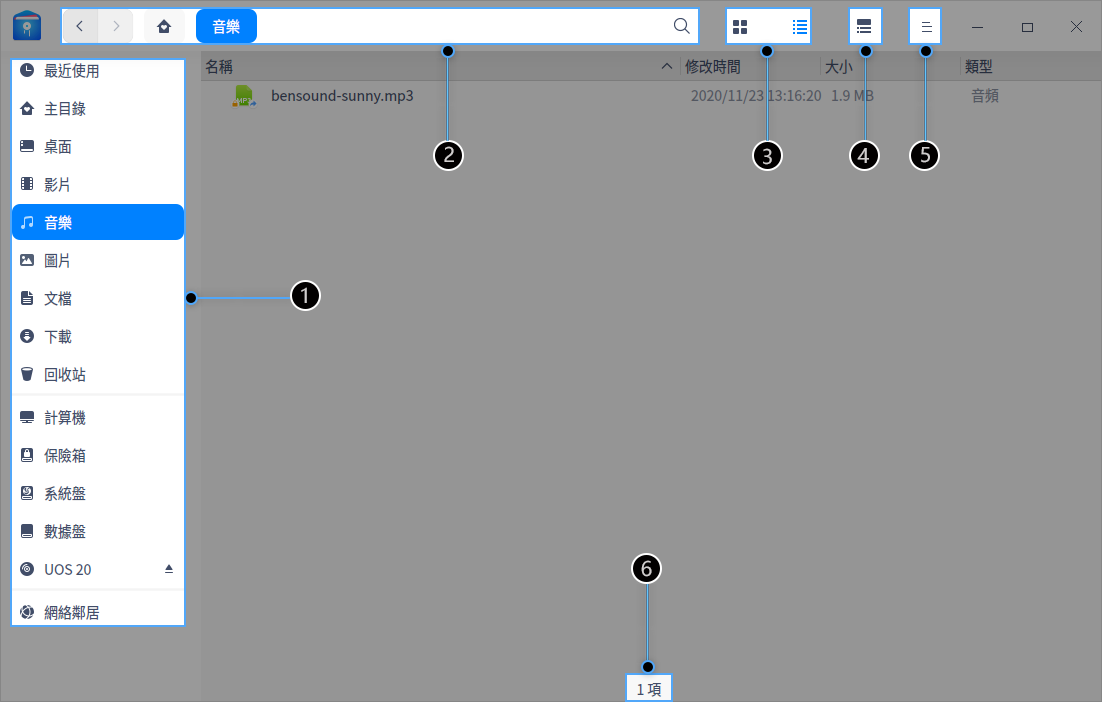 音樂
名稱 修改時間 大小 類型
bensound-sunny.mp3 2020/11/23 13:16:20 1.9 MB 音頻
2
3
4
5
最近使用
主目錄
桌面
影片
音樂
圖片
文檔
下載
回收站
計算機
保險箱
系統盤
數據盤
UOS 20
網絡鄰居
1
6
1 項